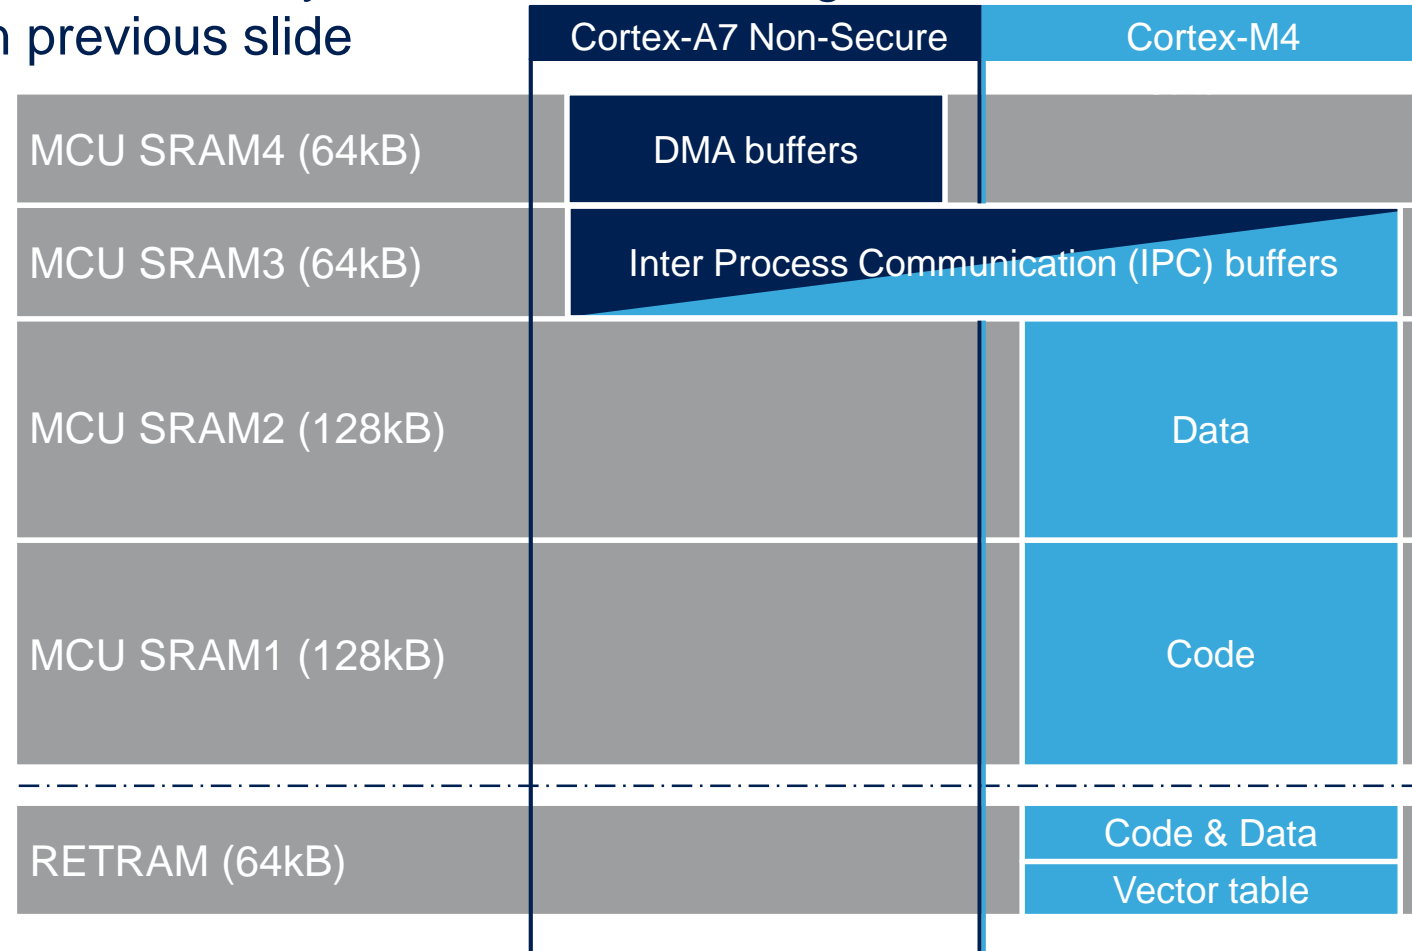 n previous slide
Cortex-A7 Non-Secure
Cortex-M4
MCU SRAM4 (64kB)
DMA buffers
MCU SRAM3 (64kB)
Inter Process Communication (IPC) buffers
MCU SRAM2 (128kB)
Data
MCU SRAM1 (128kB)
Code
RETRAM (64kB)
Code & Data
Vector table